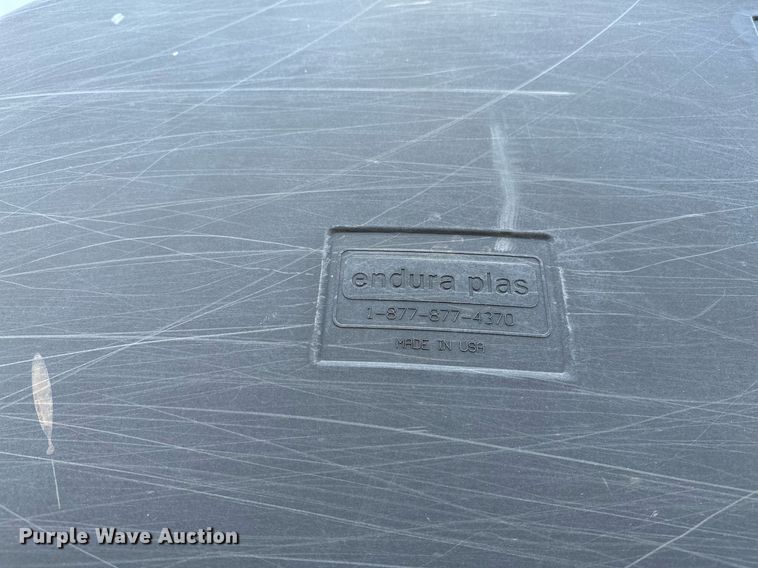 endura plas
1-877-877-4370
MADE IN USA
Purple Wave Auction